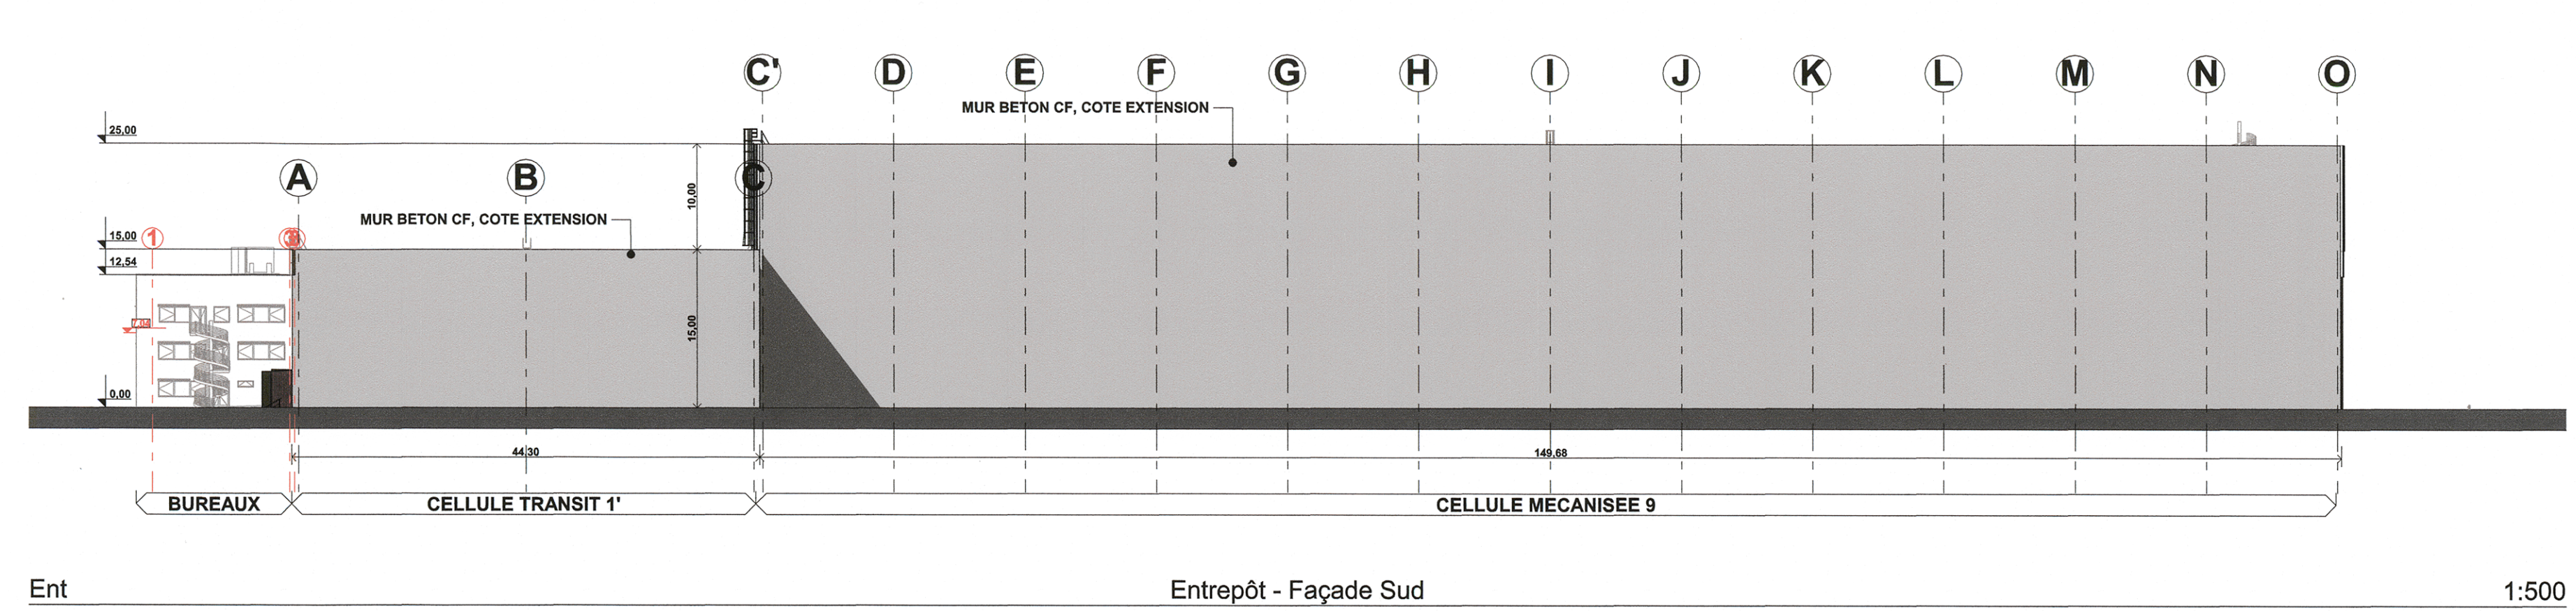 C' D E F G H I J K L M N O
MUR BETON CF, COTE EXTENSION
25,00
A B C
10,00
MUR BETON CF, COTE EXTENSION
15,00
1
12,54
7,04
15,00
0,00
44,30
149,68
BUREAUX
CELLULE TRANSIT 1'
CELLULE MECANISEE 9
Ent
Entrepôt - Façade Sud
1:500